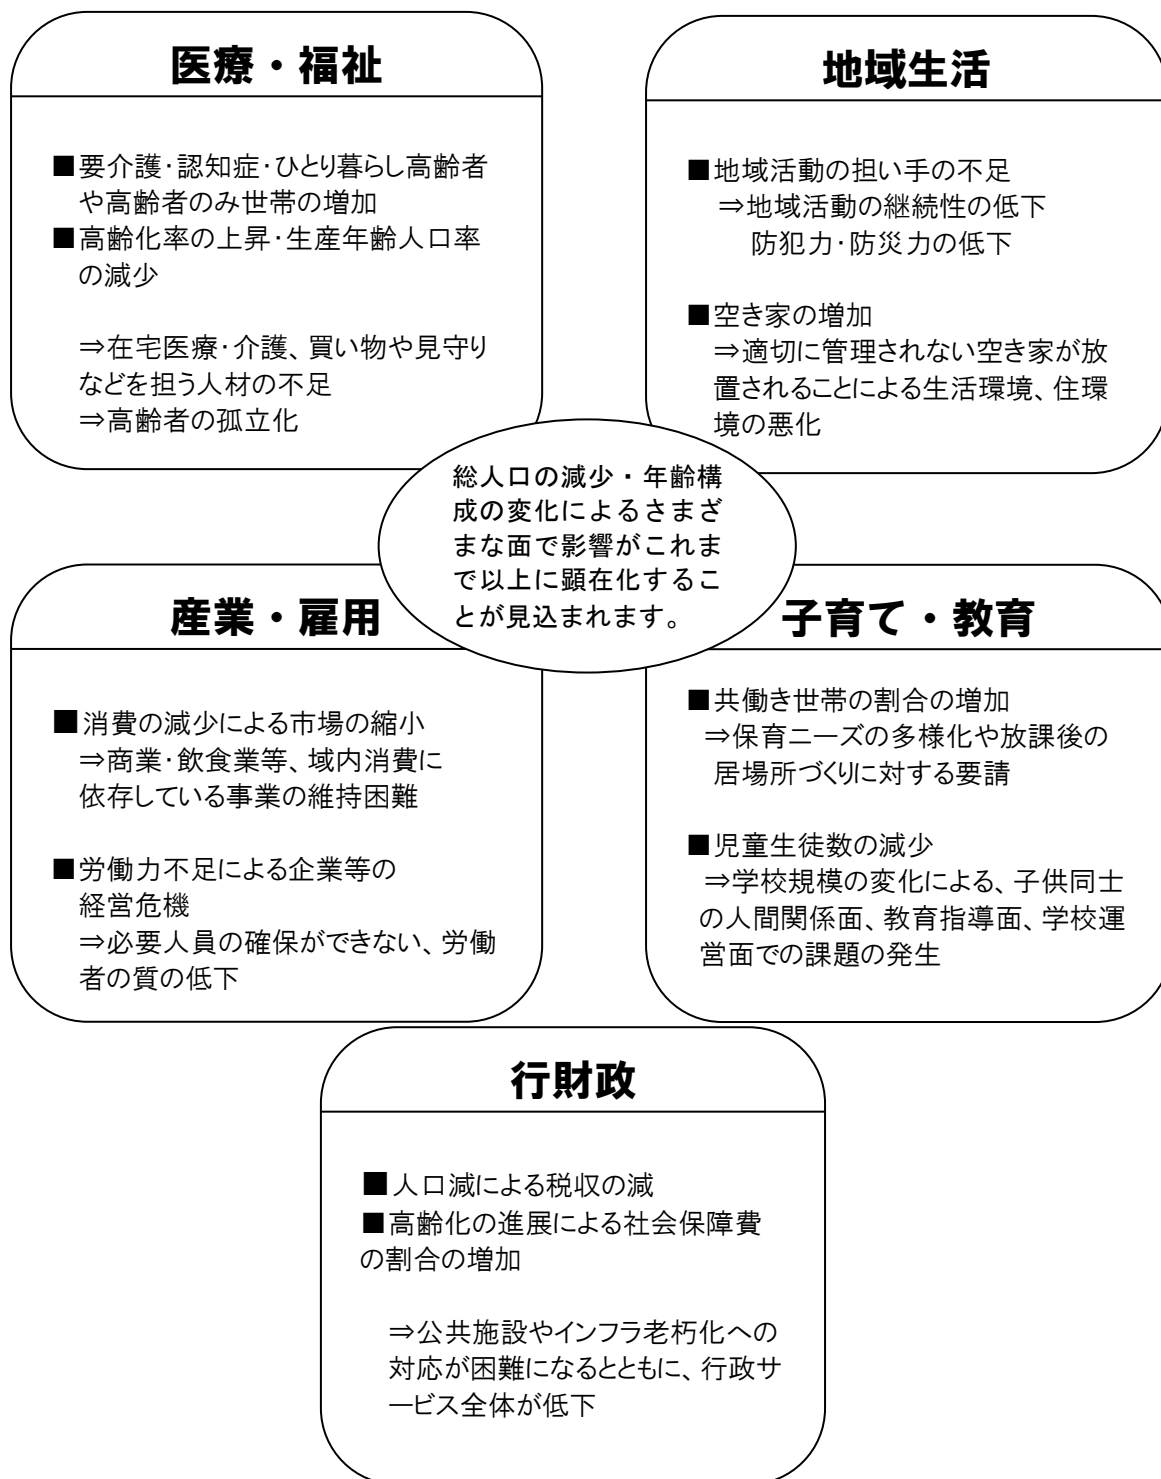 医療・福祉
■要介護・認知症・ひとり暮らし高齢者
や高齢者のみ世帯の増加
■高齢化率の上昇・生産年齢人口率
の減少
⇒在宅医療・介護、買い物や見守り
などを担う人材の不足
⇒高齢者の孤立化
地域生活
■地域活動の担い手の不足
⇒地域活動の継続性の低下
防犯力・防災力の低下
■空き家の増加
⇒適切に管理されない空き家が放
置されることによる生活環境、住環
境の悪化
総人口の減少・年齢構
成の変化によるさまざ
まな面で影響がこれま
で以上に顕在化するこ
とが見込まれます。
産業・雇用
■消費の減少による市場の縮小
⇒商業・飲食業等、域内消費に
依存している事業の維持困難
■労働力不足による企業等の
経営危機
⇒必要人員の確保ができない、労働
者の質の低下
子育て・教育
■共働き世帯の割合の増加
⇒保育ニーズの多様化や放課後の
居場所づくりに対する要請
■児童生徒数の減少
⇒学校規模の変化による、子供同士
の人間関係面、教育指導面、学校運
営面での課題の発生
行財政
■人口減による税収の減
■高齢化の進展による社会保障費
の割合の増加
⇒公共施設やインフラ老朽化への
対応が困難になるとともに、行政サ
ービス全体が低下